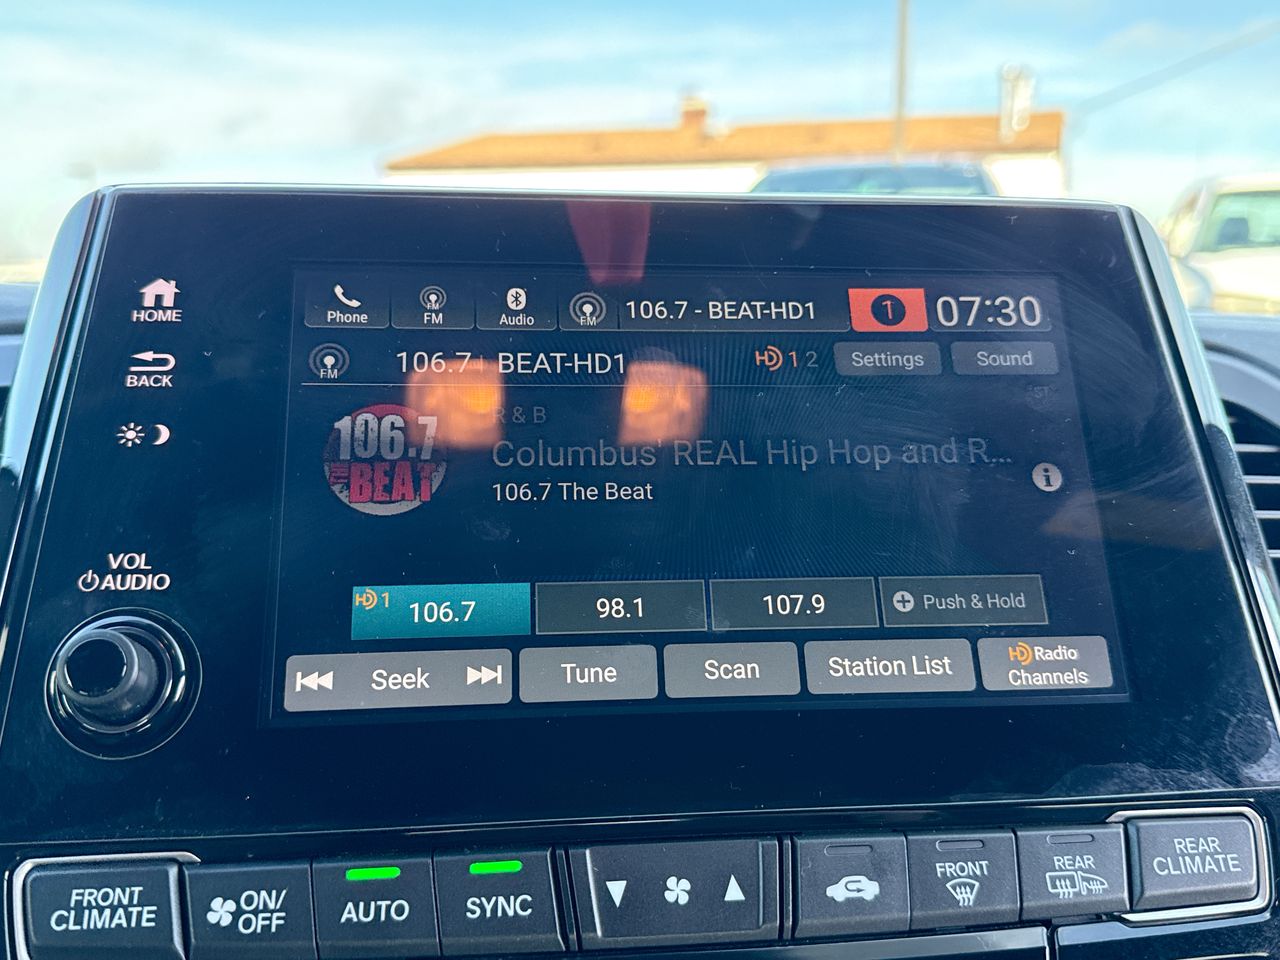 HOME
BACK
VOL
AUDIO
Phone
FM
FM
Audio
FM
106.7 - BEAT-HD1
07:30
FM
106.7
BEAT-HD1
HD 1 2
Settings
Sound
R & B
Columbus' REAL Hip Hop and R...
106.7 The Beat
106.7
THE
BEAT
HD 1
106.7
98.1
107.9
Push & Hold
Seek
Tune
Scan
Station List
HD Radio
Channels
FRONT
CLIMATE
ON/
OFF
AUTO
SYNC
FRONT
REAR
REAR
CLIMATE